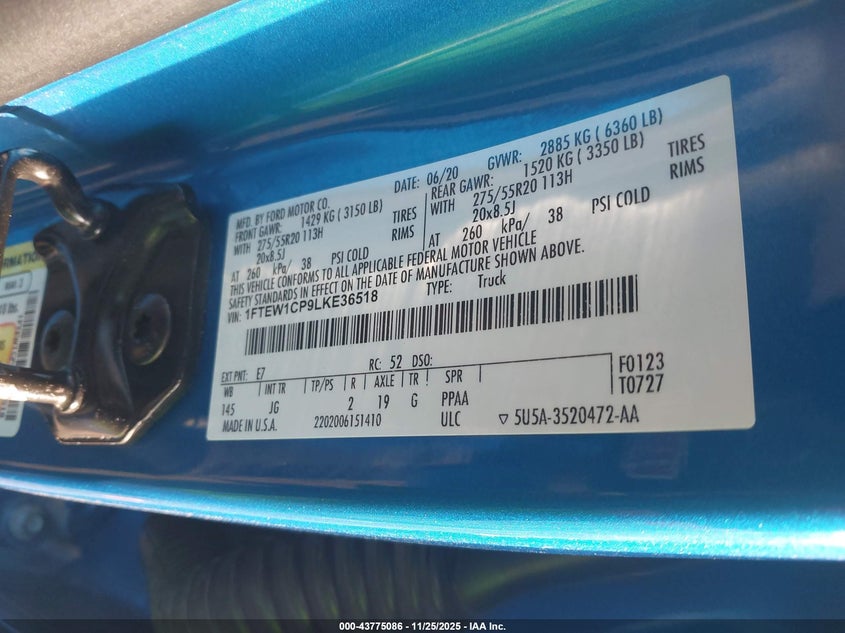 MFD. BY FORD MOTOR CO.
DATE: 06/20
GVWR: 2885 KG ( 6360 LB)
FRONT GAWR: 1429 KG ( 3150 LB)
REAR GAWR: 1520 KG ( 3350 LB)
WITH 275/55R20 113H TIRES
WITH 275/55R20 113H TIRES
20x8.5J RIMS
20x8.5J RIMS
AT 260 kPa/ 38 PSI COLD
AT 260 kPa/ 38 PSI COLD
THIS VEHICLE CONFORMS TO ALL APPLICABLE FEDERAL MOTOR VEHICLE
SAFETY STANDARDS IN EFFECT ON THE DATE OF MANUFACTURE SHOWN ABOVE.
VIN: 1FTEW1CP9LKE36518 TYPE: Truck
EXT PNT: E7 RC: 52 DSO: F0123
WB INT TR TP/PS R AXLE TR SPR T0727
145 JG 2 19 G PPAA
MADE IN U.S.A. 2202006151410 ULC ▽ 5U5A-3520472-AA
000-43775086 - 11/25/2025 - IAA Inc.